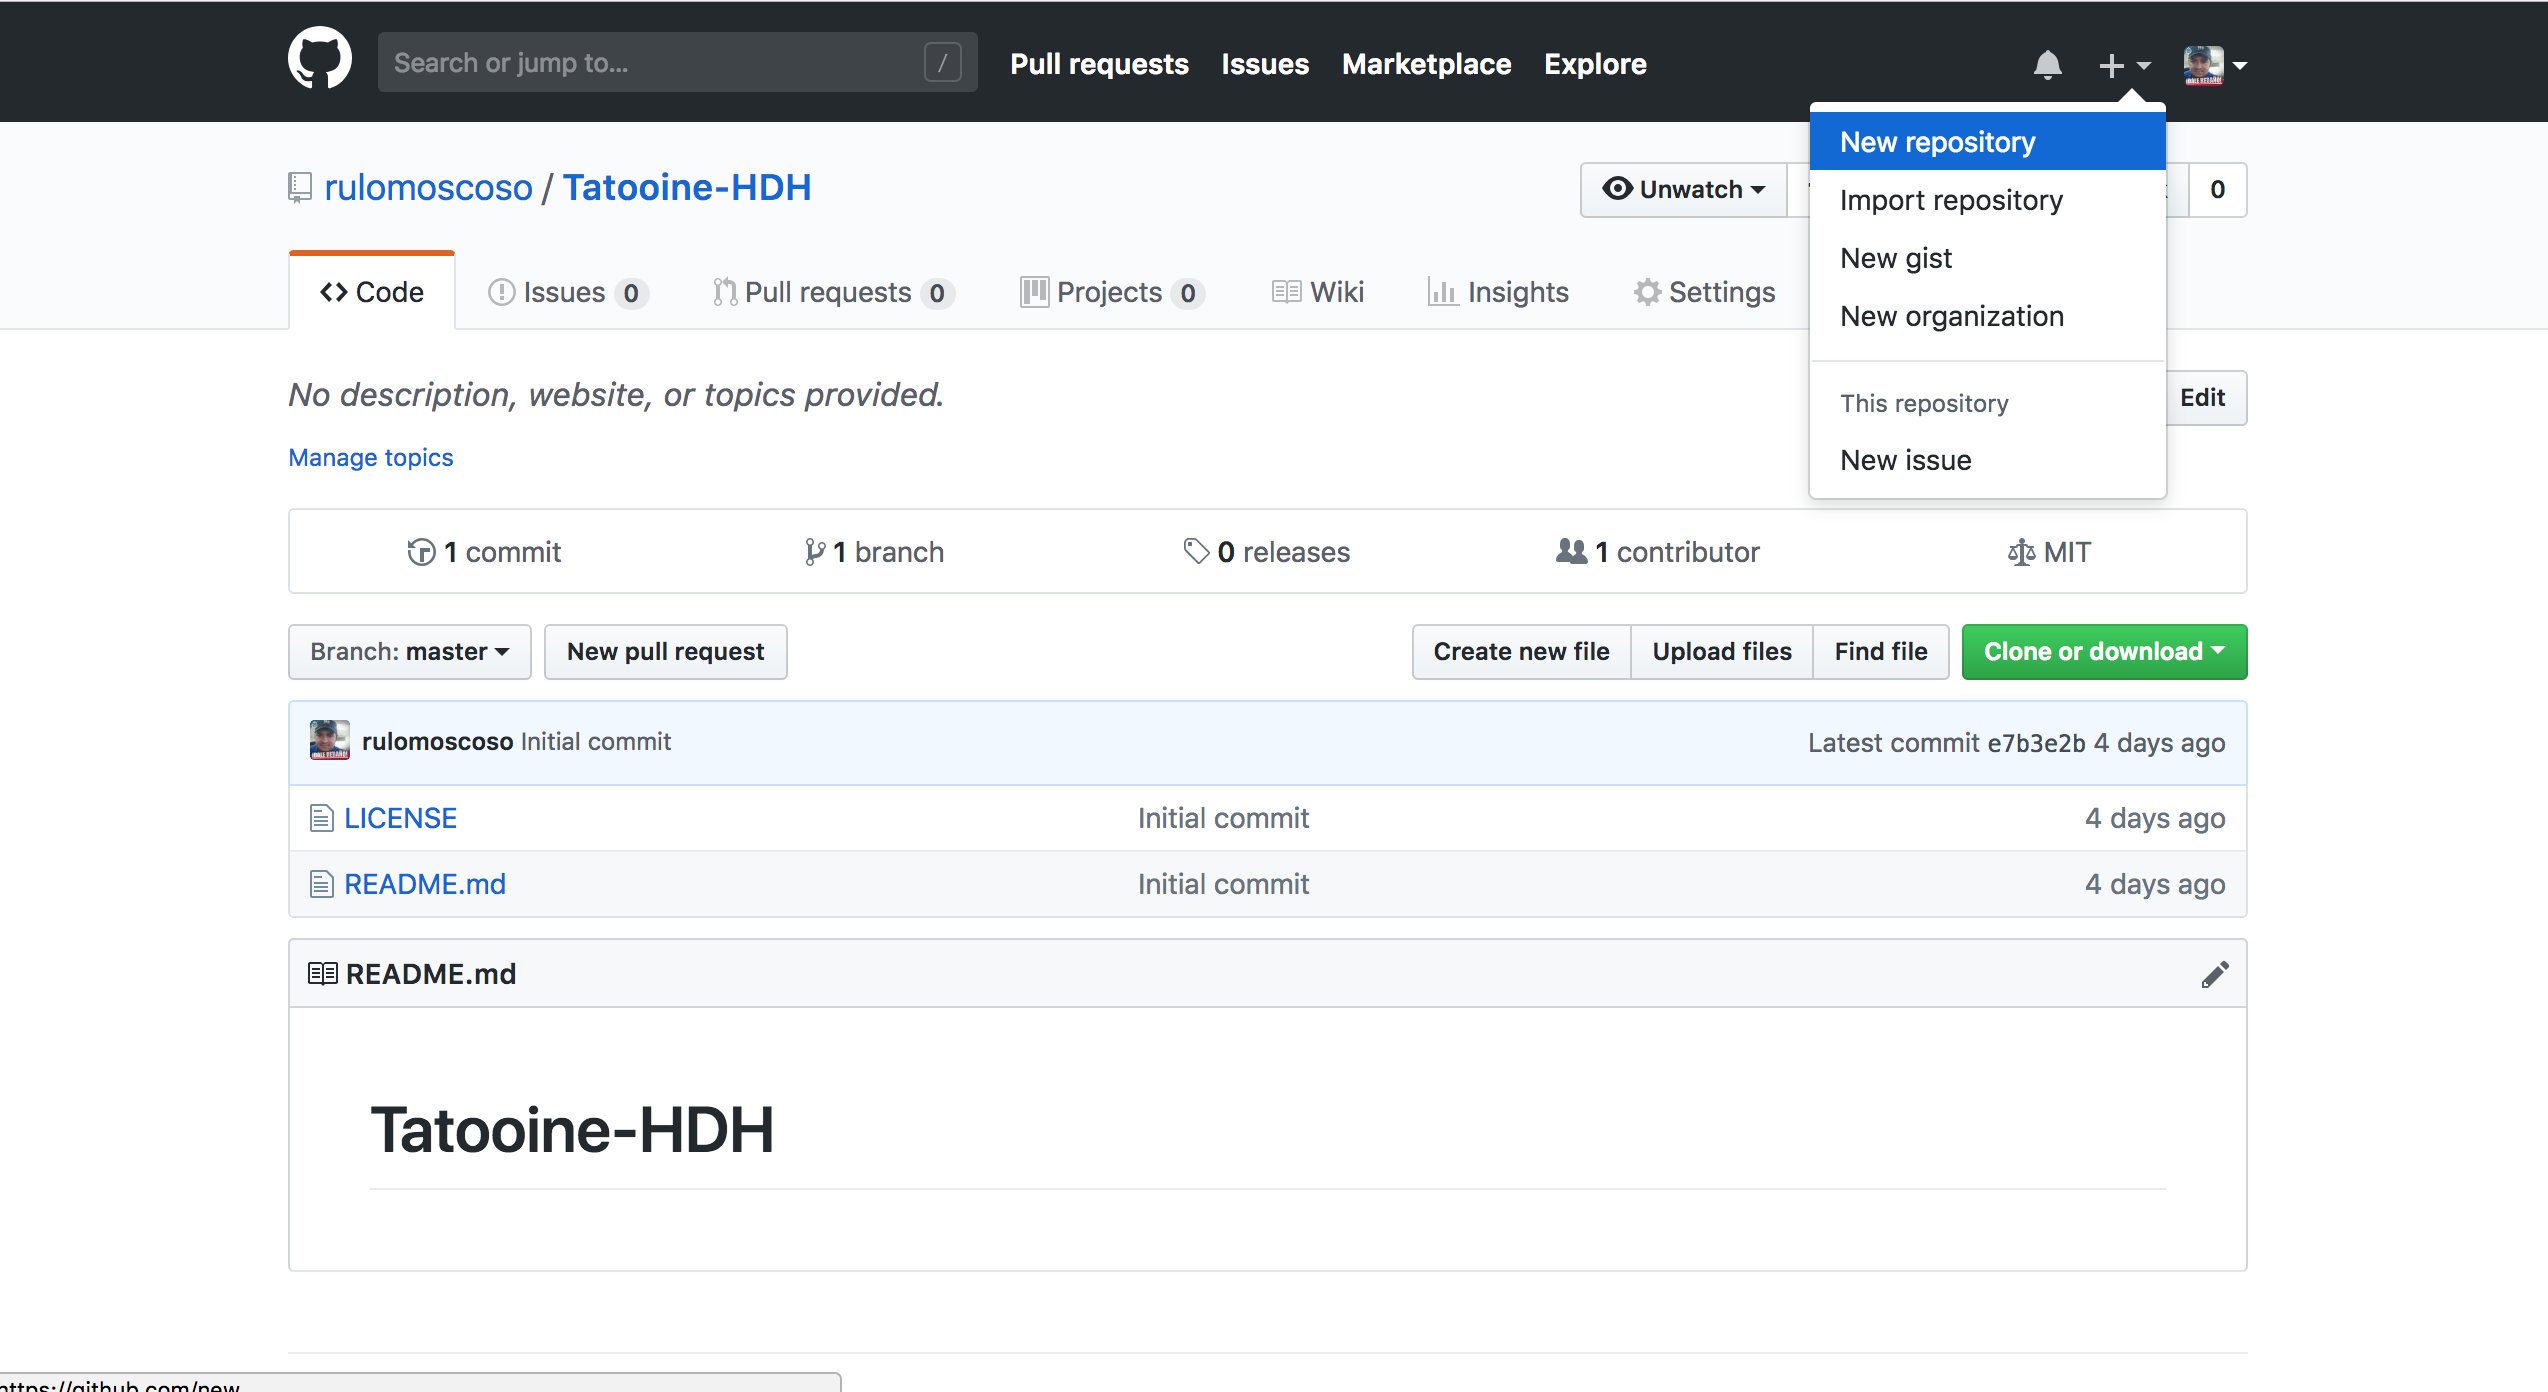 Search or jump to... /
Pull requests Issues Marketplace Explore
New repository
Import repository
New gist
New organization
This repository
New issue
rulomoscoso / Tatooine-HDH
Unwatch 0
Code Issues 0 Pull requests 0 Projects 0 Wiki Insights Settings
No description, website, or topics provided. Edit
Manage topics
1 commit 1 branch 0 releases 1 contributor MIT
Branch: master New pull request Create new file Upload files Find file Clone or download
rulomoscoso Initial commit Latest commit e7b3e2b 4 days ago
LICENSE Initial commit 4 days ago
README.md Initial commit 4 days ago
README.md
Tatooine-HDH
https://github.com/new